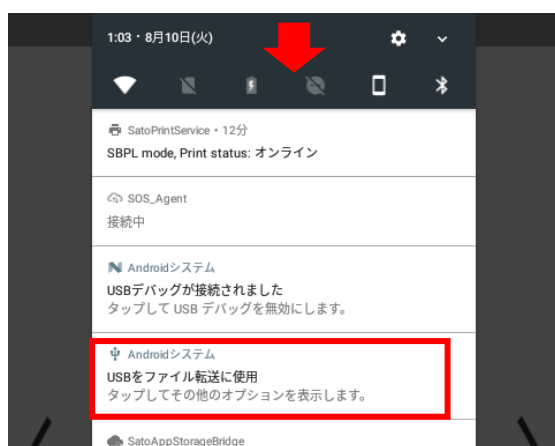 1:03・8月10日(火)
SatoPrintService・12分
SBPL mode, Print status: オンライン
SOS_Agent
接続中
Androidシステム
USBデバッグが接続されました
タップして USB デバッグを無効にします。
Androidシステム
USBをファイル転送に使用
タップしてその他のオプションを表示します。
SatoAppStorageBridge